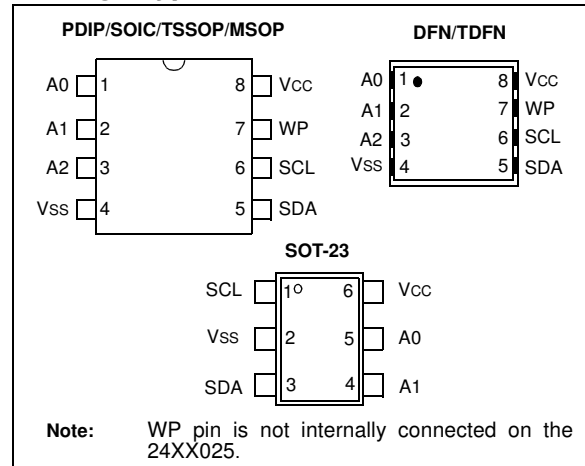 PDIP/SOIC/TSSOP/MSOP
A0 1 8 VCC
A1 2 7 WP
A2 3 6 SCL
VSS 4 5 SDA
DFN/TDFN
A0 1 8 VCC
A1 2 7 WP
A2 3 6 SCL
VSS 4 5 SDA
SOT-23
SCL 1 6 VCC
VSS 2 5 A0
SDA 3 4 A1
Note: WP pin is not internally connected on the
24XX025.